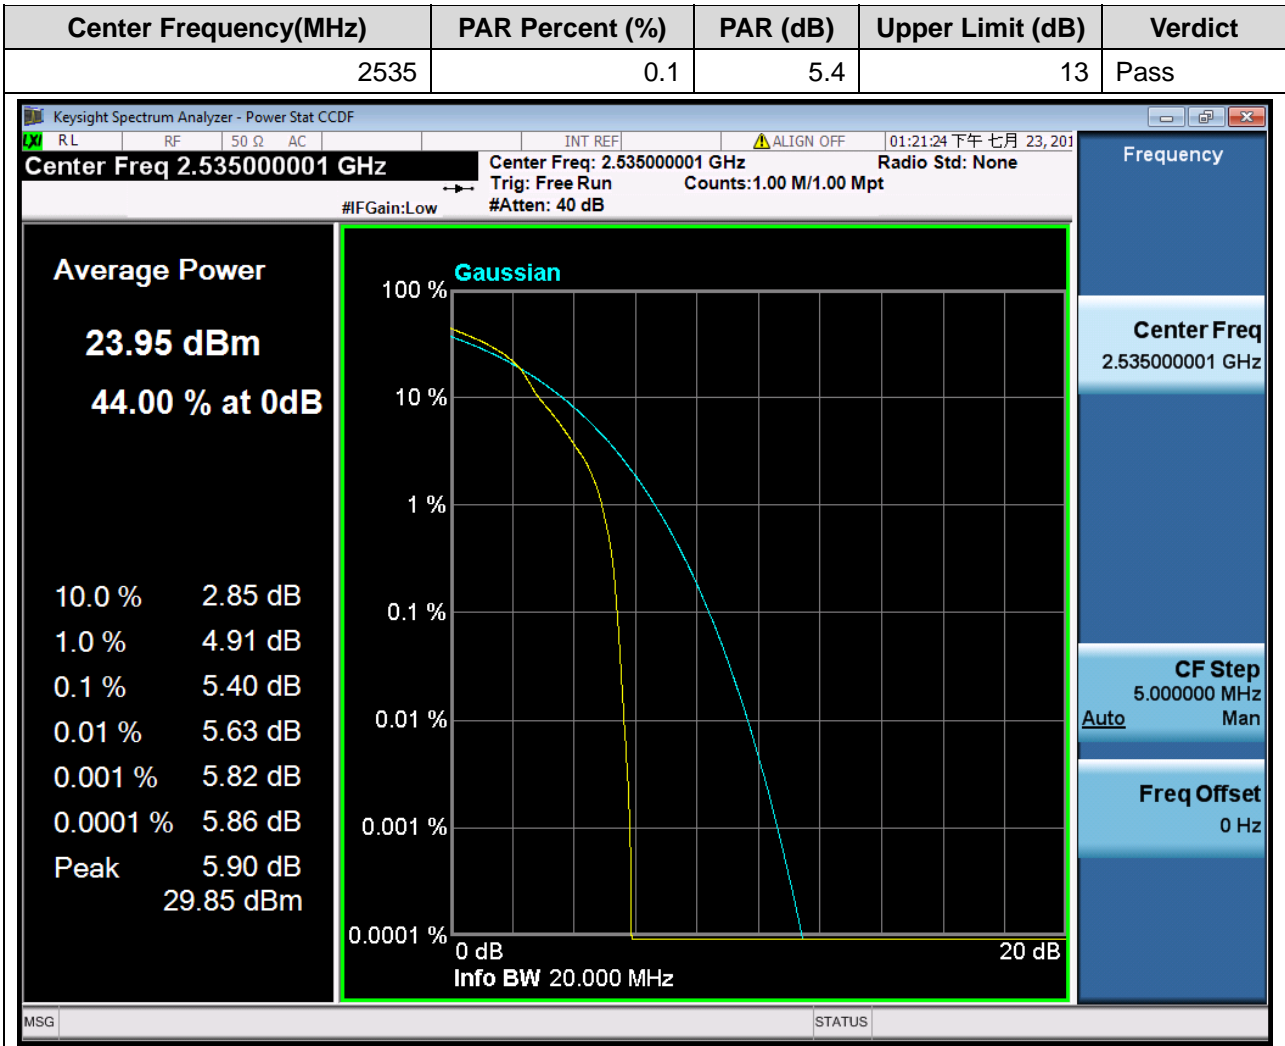 Center Frequency(MHz) PAR Percent (%) PAR (dB) Upper Limit (dB) Verdict
2535 0.1 5.4 13 Pass
Keysight Spectrum Analyzer - Power Stat CCDF
LXI RL RF 50 Ω AC INT REF ALIGN OFF 01:21:24 下午 七月 23, 201
Center Freq 2.535000001 GHz
#IFGain:Low
Center Freq: 2.535000001 GHz Radio Std: None
Trig: Free Run Counts:1.00 M/1.00 Mpt
#Atten: 40 dB
Average Power
23.95 dBm
44.00 % at 0dB
10.0 % 2.85 dB
1.0 % 4.91 dB
0.1 % 5.40 dB
0.01 % 5.63 dB
0.001 % 5.82 dB
0.0001 % 5.86 dB
Peak 5.90 dB
29.85 dBm
Gaussian
100 %
10 %
1 %
0.1 %
0.01 %
0.001 %
0.0001 %
0 dB 20 dB
Info BW 20.000 MHz
Frequency
Center Freq
2.535000001 GHz
CF Step
5.000000 MHz
Auto Man
Freq Offset
0 Hz
MSG STATUS